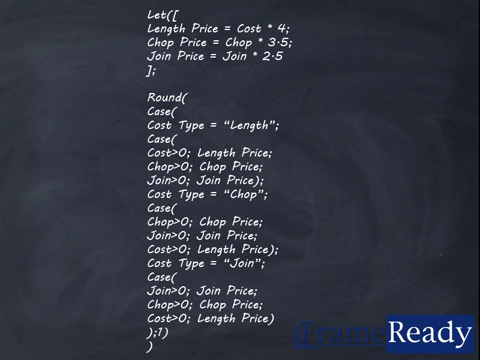 Let([
Length Price = Cost * 4;
Chop Price = Chop * 3.5;
Join Price = Join * 2.5
];
Round(
Case(
Cost Type = “Length”;
Case(
Cost>0; Length Price;
Chop>0; Chop Price;
Join>0; Join Price);
Cost Type = “Chop”;
Case(
Chop>0; Chop Price;
Join>0; Join Price;
Cost>0; Length Price);
Cost Type = “Join”;
Case(
Join>0; Join Price;
Chop>0; Chop Price;
Cost>0; Length Price)
);1)
)
FrameReady